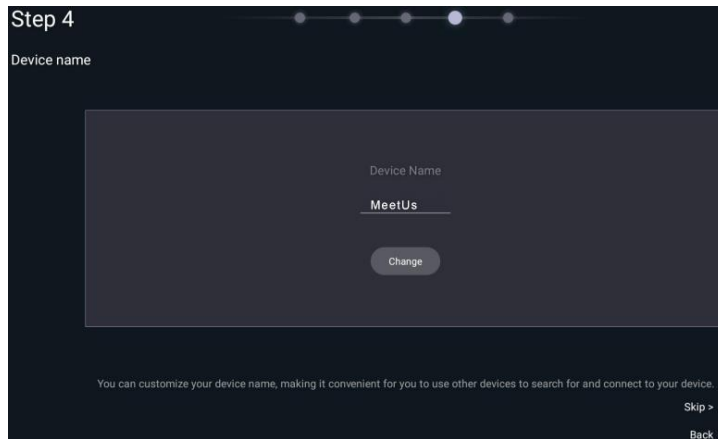 Step 4
Device name
Device Name
MeetUs
Change
You can customize your device name, making it convenient for you to use other devices to search for and connect to your device.
Skip >
Back